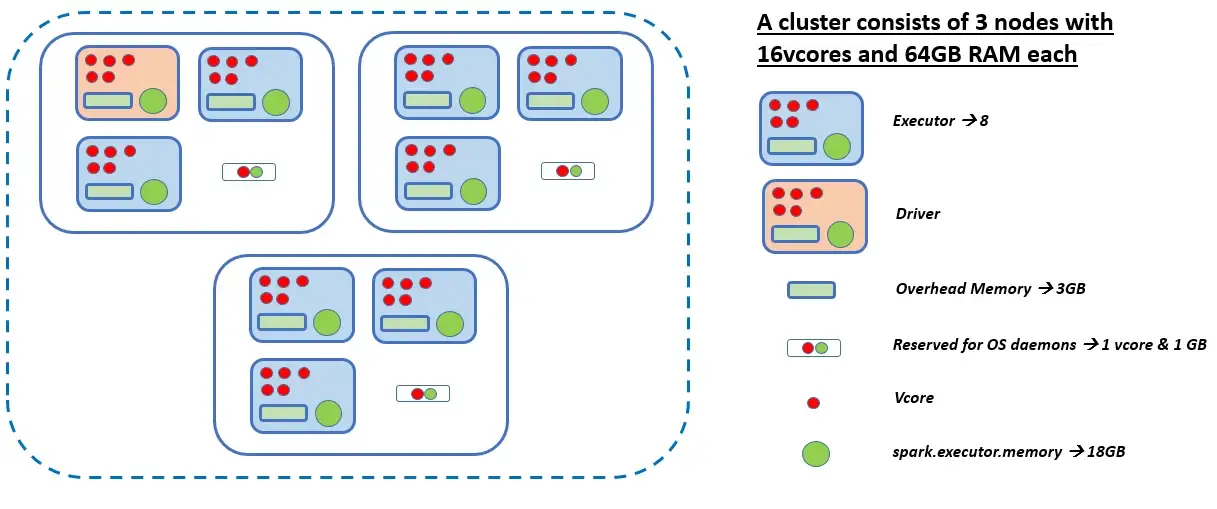 A cluster consists of 3 nodes with
16vcores and 64GB RAM each
Executor → 8
Driver
Overhead Memory → 3GB
Reserved for OS daemons → 1 vcore & 1 GB
Vcore
spark.executor.memory → 18GB